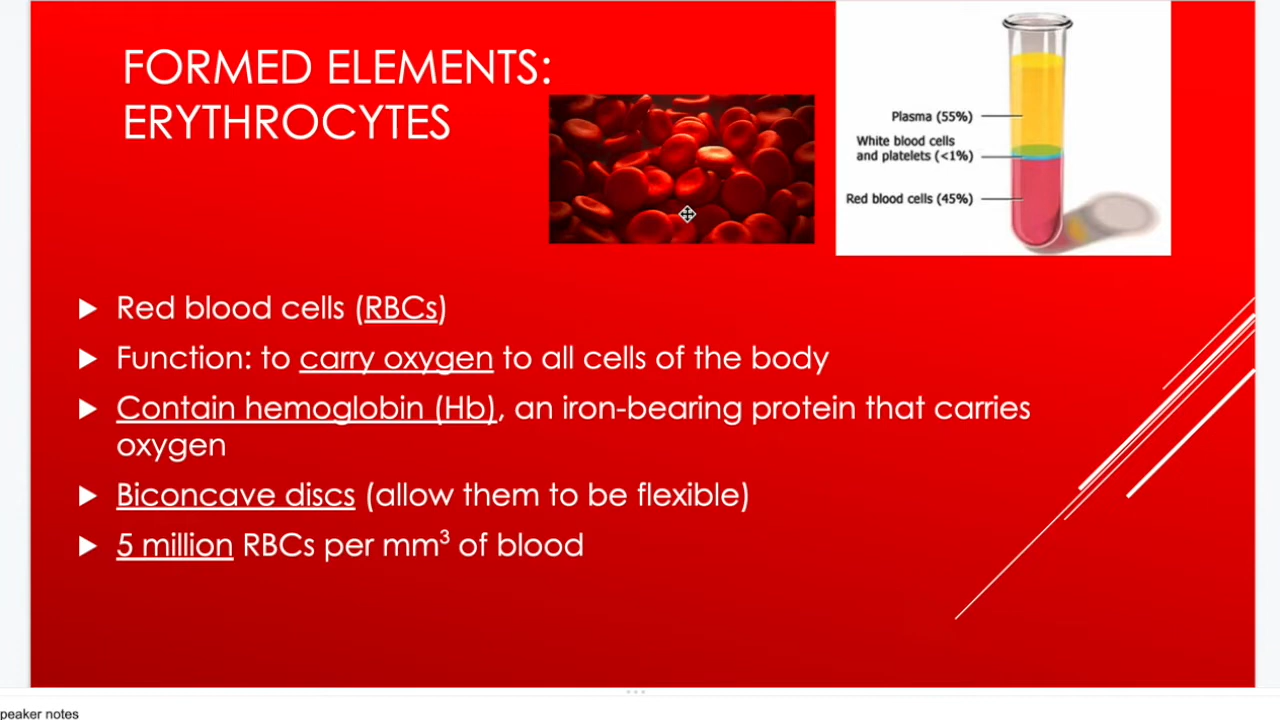 FORMED ELEMENTS:
ERYTHROCYTES
Plasma (55%)
White blood cells
and platelets (<1%)
Red blood cells (45%)
Red blood cells (RBCs)
Function: to carry oxygen to all cells of the body
Contain hemoglobin (Hb), an iron-bearing protein that carries
oxygen
Biconcave discs (allow them to be flexible)
5 million RBCs per mm³ of blood
peaker notes